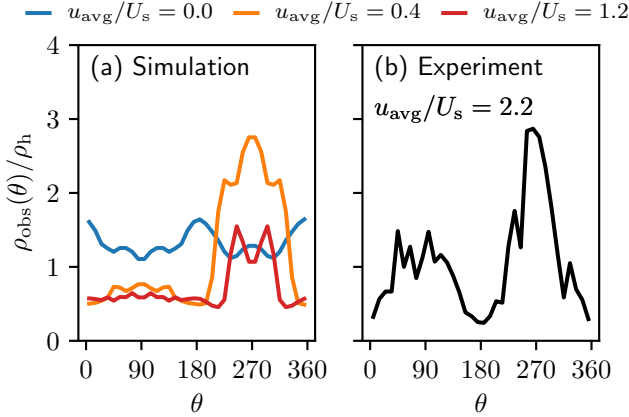 u_avg/U_s = 0.0 u_avg/U_s = 0.4 u_avg/U_s = 1.2
(a) Simulation
(b) Experiment
u_avg/U_s = 2.2
ρ_obs(θ)/ρ_h
4
3
2
1
0
0 90 180 270 360
0 90 180 270 360
θ
θ